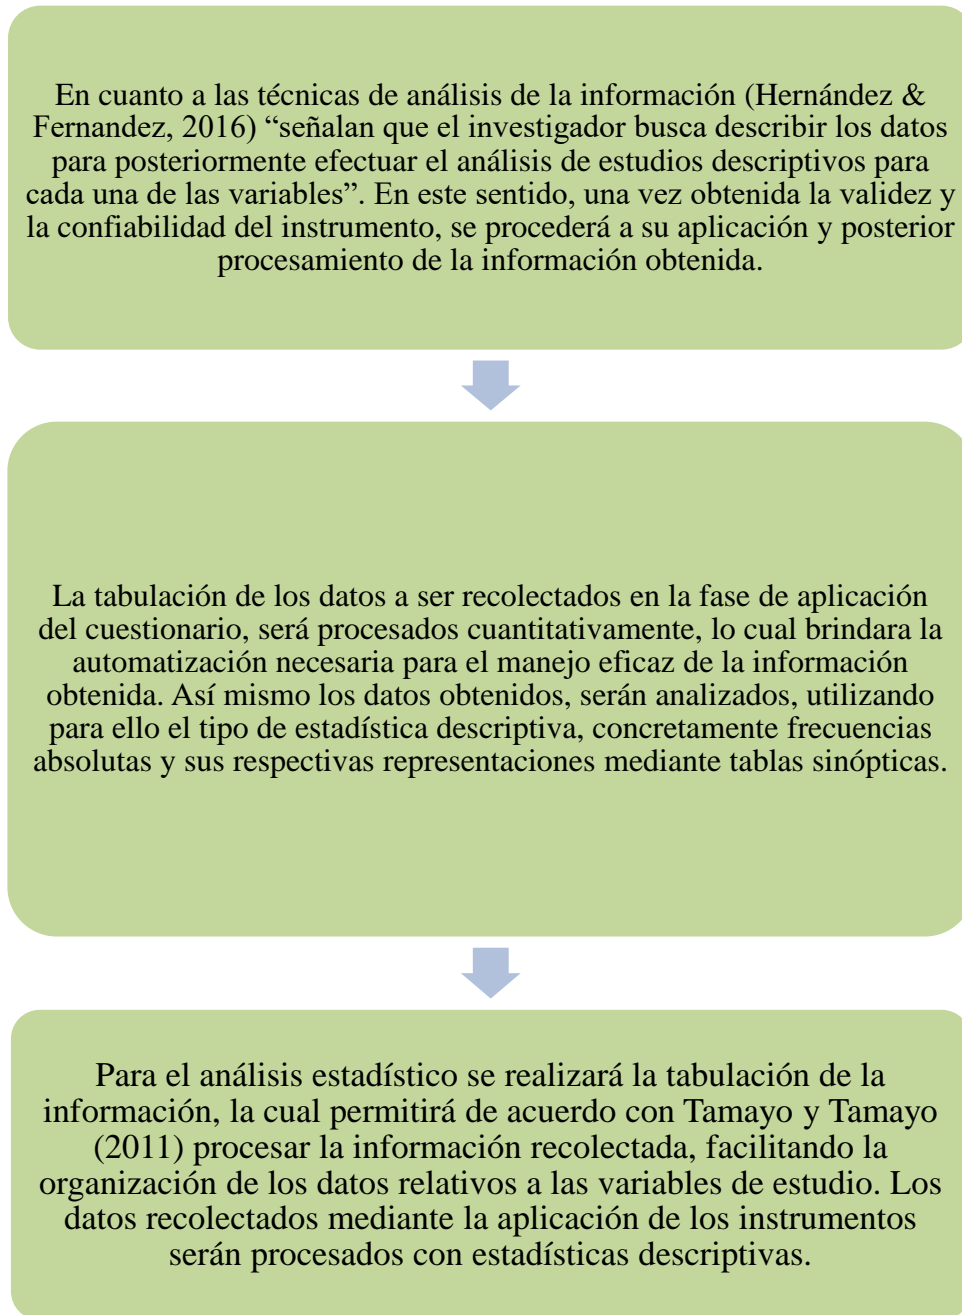 En cuanto a las técnicas de análisis de la información (Hernández &
Fernandez, 2016) “señalan que el investigador busca describir los datos
para posteriormente efectuar el análisis de estudios descriptivos para
cada una de las variables”. En este sentido, una vez obtenida la validez y
la confiabilidad del instrumento, se procederá a su aplicación y posterior
procesamiento de la información obtenida.
La tabulación de los datos a ser recolectados en la fase de aplicación
del cuestionario, será procesados cuantitativamente, lo cual brindara la
automatización necesaria para el manejo eficaz de la información
obtenida. Así mismo los datos obtenidos, serán analizados, utilizando
para ello el tipo de estadística descriptiva, concretamente frecuencias
absolutas y sus respectivas representaciones mediante tablas sinópticas.
Para el análisis estadístico se realizará la tabulación de la
información, la cual permitirá de acuerdo con Tamayo y Tamayo
(2011) procesar la información recolectada, facilitando la
organización de los datos relativos a las variables de estudio. Los
datos recolectados mediante la aplicación de los instrumentos
serán procesados con estadísticas descriptivas.